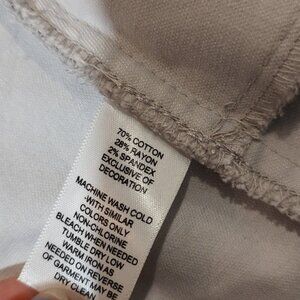 70% COTTON
28% RAYON
2% SPANDEX
EXCLUSIVE OF
DECORATION
MACHINE WASH COLD
WITH SIMILAR
COLORS ONLY
NON-CHLORINE
BLEACH WHEN NEEDED
TUMBLE DRY LOW
WARM IRON AS
NEEDED ON REVERSE
OF GARMENT MAY BE
DRY CLEAN